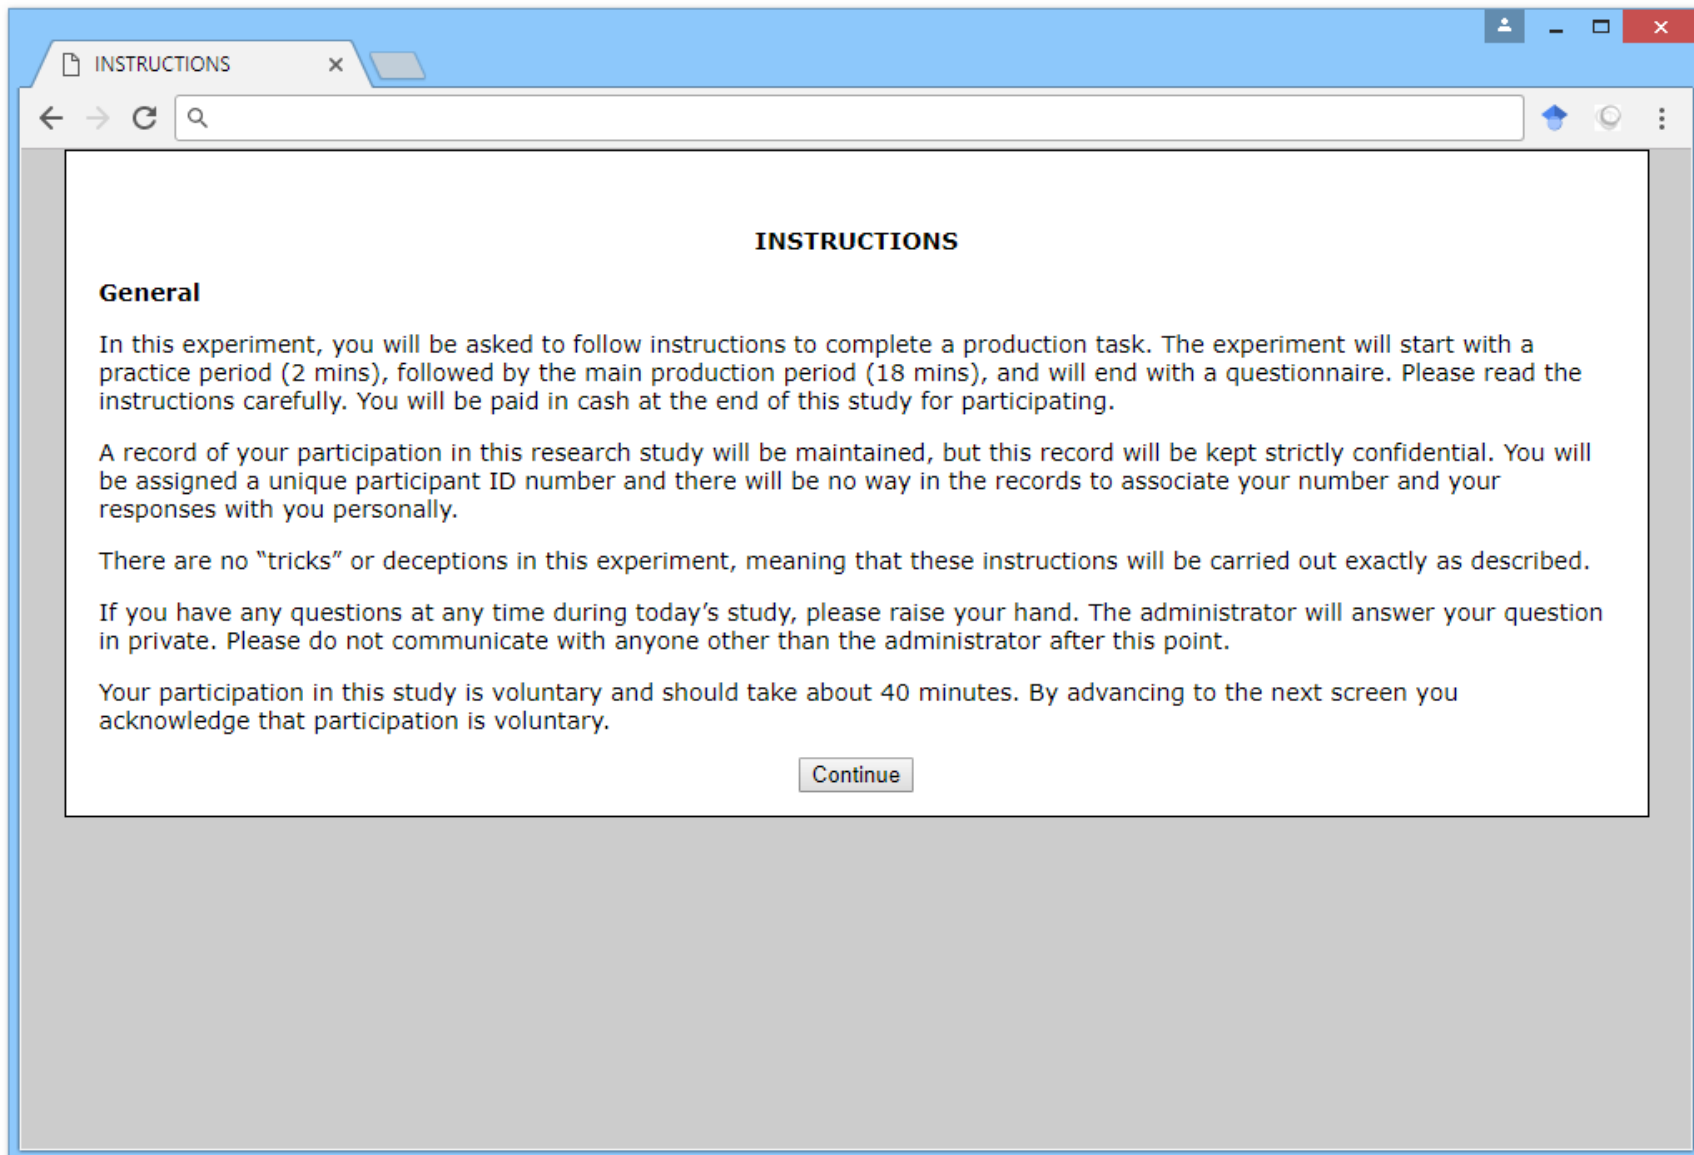 INSTRUCTIONS
INSTRUCTIONS
General
In this experiment, you will be asked to follow instructions to complete a production task. The experiment will start with a
practice period (2 mins), followed by the main production period (18 mins), and will end with a questionnaire. Please read the
instructions carefully. You will be paid in cash at the end of this study for participating.
A record of your participation in this research study will be maintained, but this record will be kept strictly confidential. You will
be assigned a unique participant ID number and there will be no way in the records to associate your number and your
responses with you personally.
There are no “tricks” or deceptions in this experiment, meaning that these instructions will be carried out exactly as described.
If you have any questions at any time during today’s study, please raise your hand. The administrator will answer your question
in private. Please do not communicate with anyone other than the administrator after this point.
Your participation in this study is voluntary and should take about 40 minutes. By advancing to the next screen you
acknowledge that participation is voluntary.
Continue